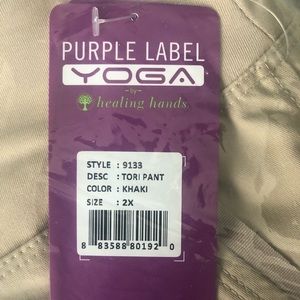 PURPLE LABEL
YOGA
by
healing hands
STYLE : 9133
DESC : TORI PANT
COLOR : KHAKI
SIZE : 2X
8 83588 80192 0